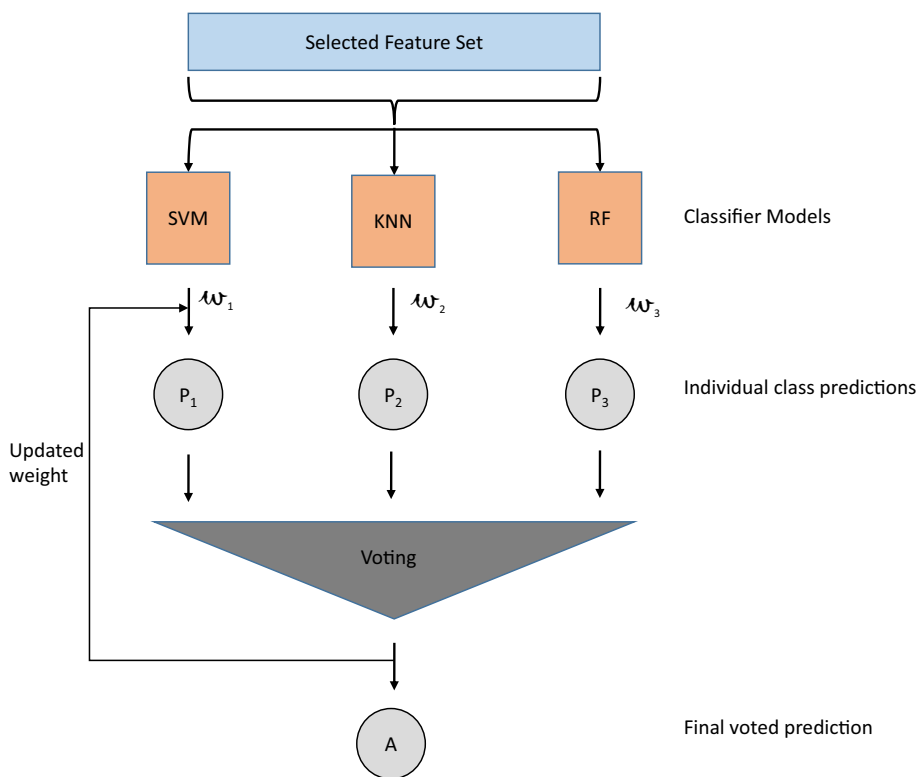 Selected Feature Set
SVM
KNN
RF
Classifier Models
w₁
w₂
w₃
P₁
P₂
P₃
Individual class predictions
Updated
weight
Voting
A
Final voted prediction